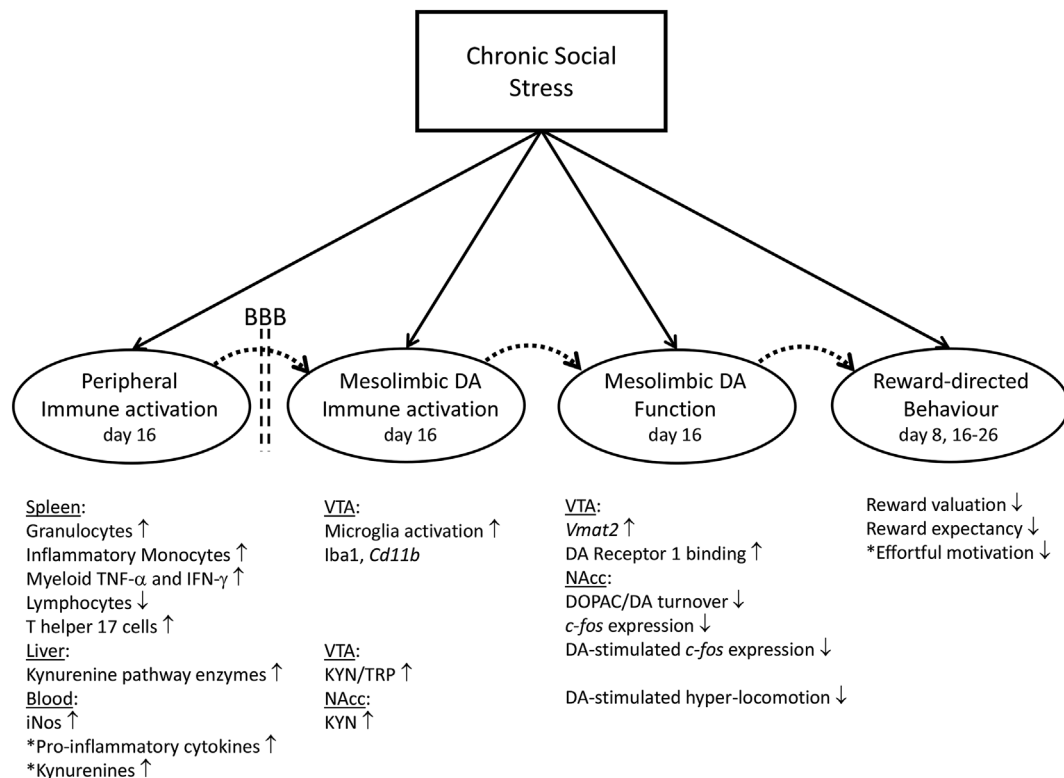 Chronic Social
Stress
BBB
Peripheral
Immune activation
day 16
Mesolimbic DA
Immune activation
day 16
Mesolimbic DA
Function
day 16
Reward-directed
Behaviour
day 8, 16-26
Spleen:
Granulocytes ↑
Inflammatory Monocytes ↑
Myeloid TNF-α and IFN-γ ↑
Lymphocytes ↓
T helper 17 cells ↑
Liver:
Kynurenine pathway enzymes ↑
Blood:
iNos ↑
*Pro-inflammatory cytokines ↑
*Kynurenines ↑
VTA:
Microglia activation ↑
Iba1, Cd11b
VTA:
KYN/TRP ↑
NAcc:
KYN ↑
VTA:
Vmat2 ↑
DA Receptor 1 binding ↑
NAcc:
DOPAC/DA turnover ↓
c-fos expression ↓
DA-stimulated c-fos expression ↓
DA-stimulated hyper-locomotion ↓
Reward valuation ↓
Reward expectancy ↓
*Effortful motivation ↓